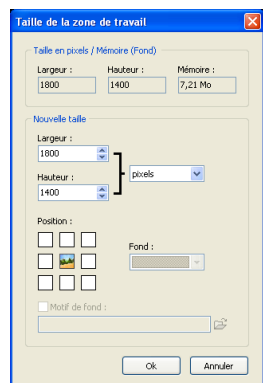 Taille de la zone de travail
Taille en pixels / Mémoire (Fond)
Largeur : Hauteur : Mémoire :
1800 1400 7,21 Mo
Nouvelle taille
Largeur :
1800
pixels
Hauteur :
1400
Position :
Fond :
Motif de fond :
Ok Annuler